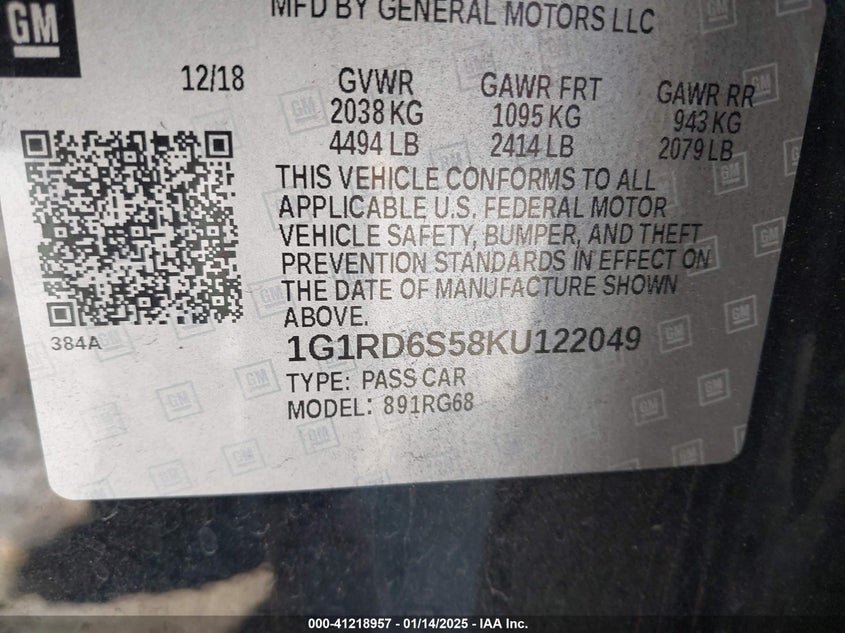 GM
MFD BY GENERAL MOTORS LLC
12/18
GVWR
2038 KG
4494 LB
GAWR FRT
1095 KG
2414 LB
GAWR RR
943 KG
2079 LB
THIS VEHICLE CONFORMS TO ALL
APPLICABLE U.S. FEDERAL MOTOR
VEHICLE SAFETY, BUMPER, AND THEFT
PREVENTION STANDARDS IN EFFECT ON
THE DATE OF MANUFACTURE SHOWN
ABOVE.
384A
1G1RD6S58KU122049
TYPE: PASS CAR
MODEL: 891RG68
000-41218957 — 01/14/2025 — IAA Inc.